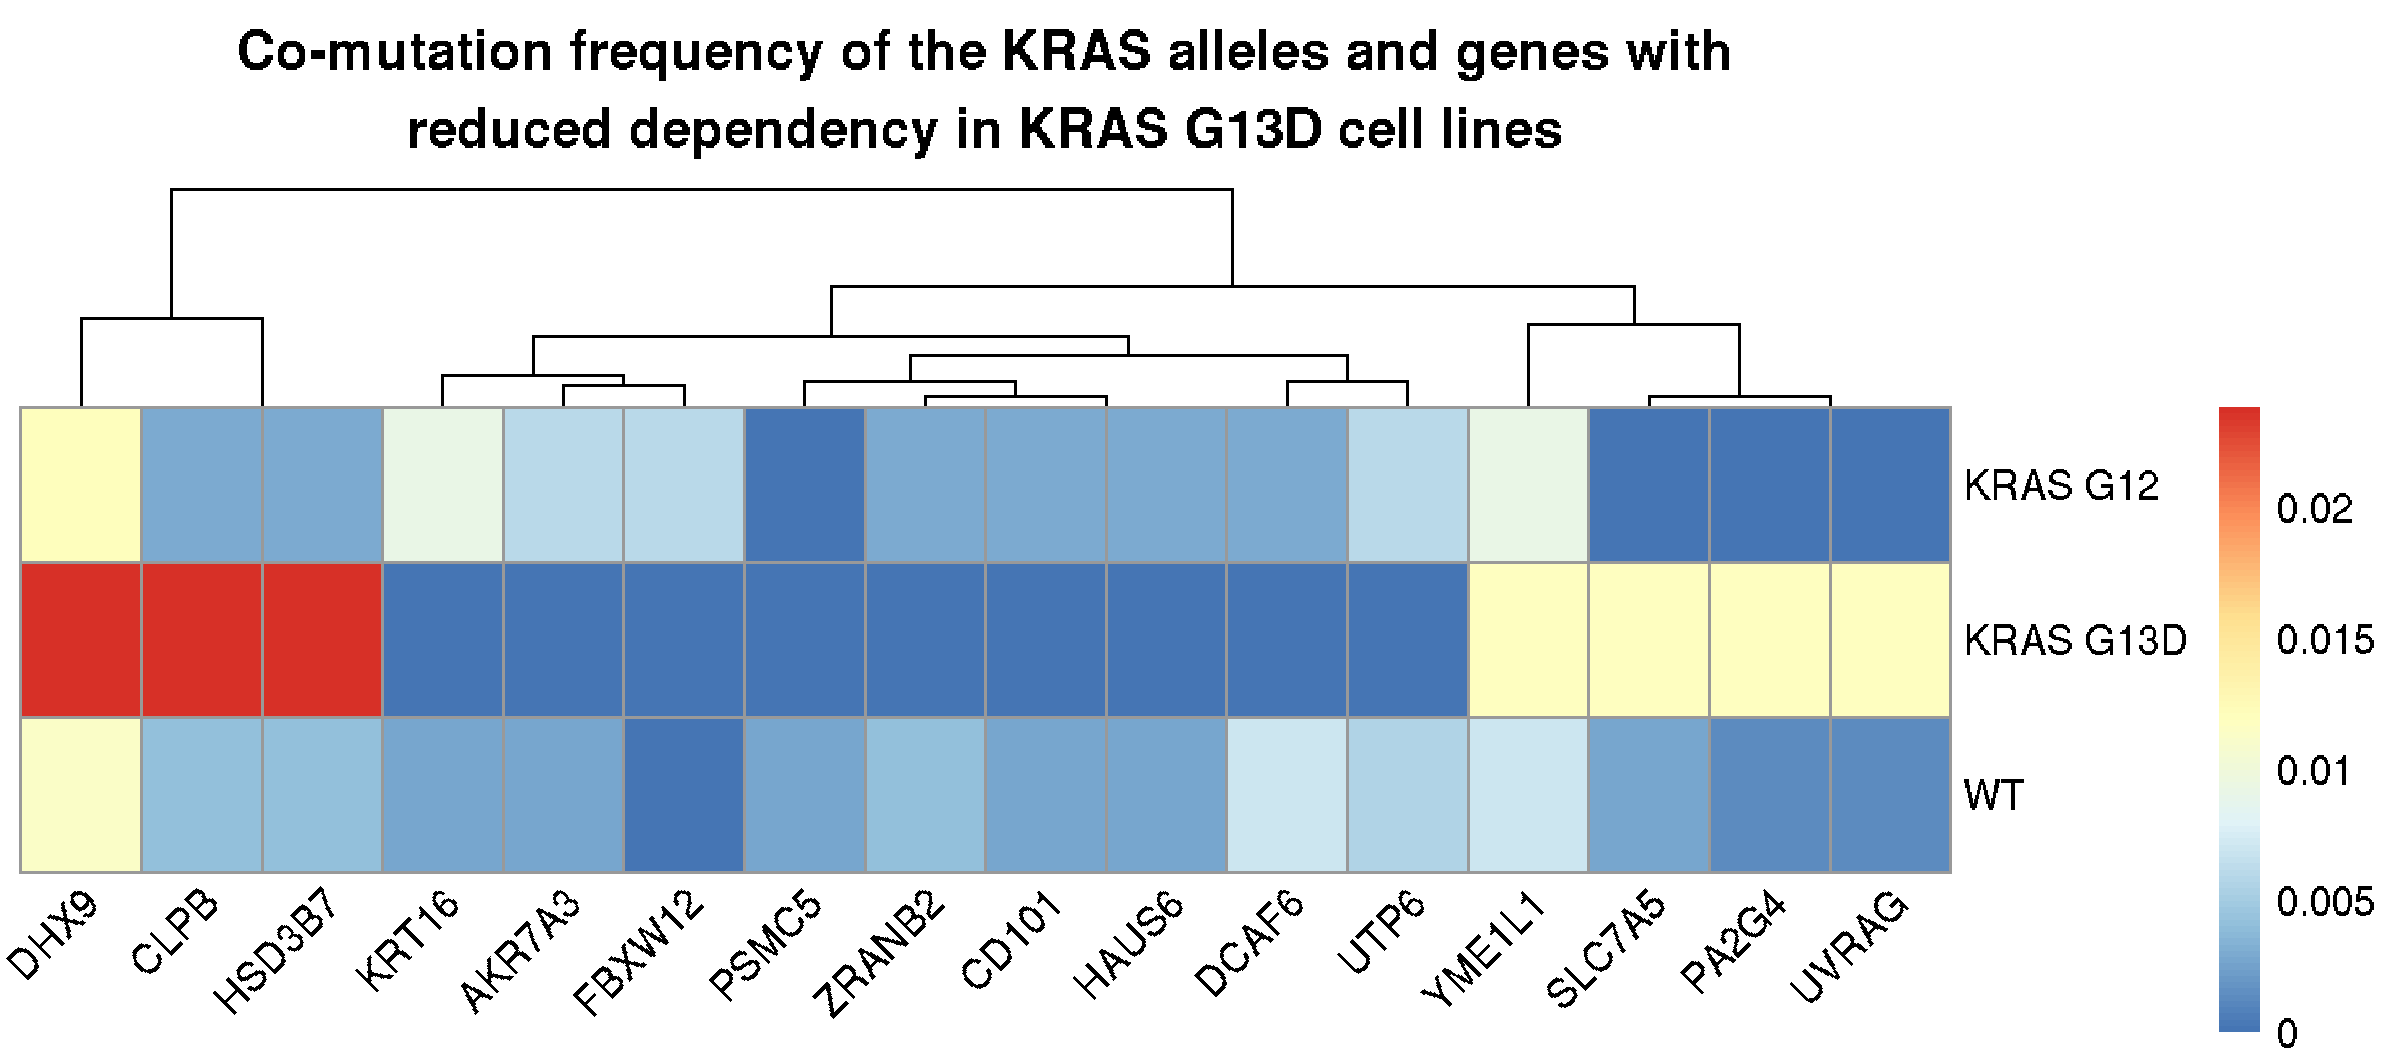 Co-mutation frequency of the KRAS alleles and genes with
reduced dependency in KRAS G13D cell lines
KRAS G12
KRAS G13D
WT
0.02
0.015
0.01
0.005
0
DHX9
CLPB
HSD3B7
KRT16
AKR7A3
FBXW12
PSMC5
ZRANB2
CD101
HAUS6
DCAF6
UTP6
YME1L1
SLC7A5
PA2G4
UVRAG